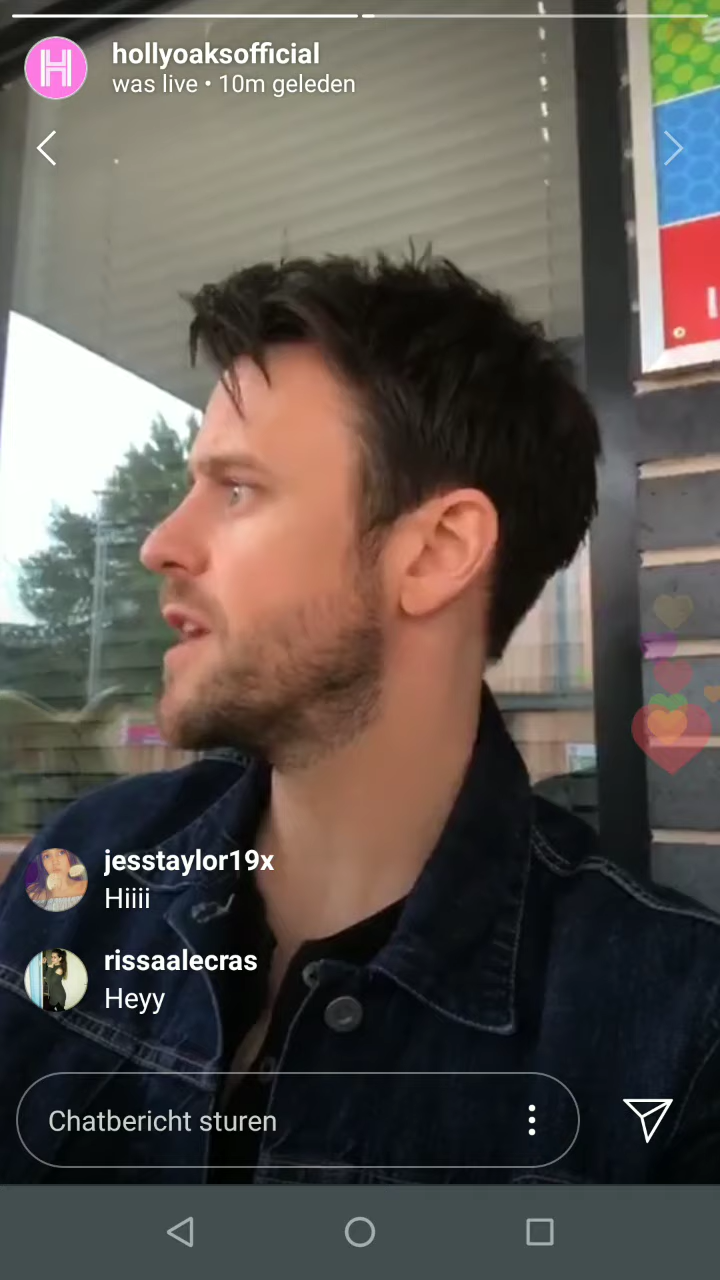 hollyoaksofficial
was live • 10m geleden
jesstaylor19x
Hiiii
rissaalecras
Heyy
Chatbericht sturen